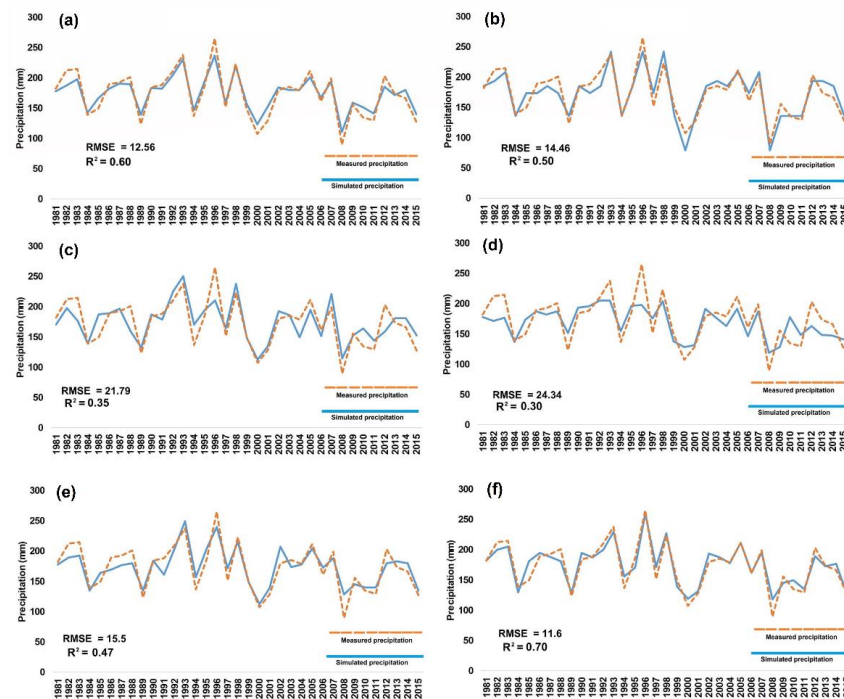 (a)
300
250
200
150
100
50
0
Precipitation (mm)
RMSE = 12.56
R² = 0.60
Measured precipitation
Simulated precipitation
1981 1982 1983 1984 1985 1986 1987 1988 1989 1990 1991 1992 1993 1994 1995 1996 1997 1998 1999 2000 2001 2002 2003 2004 2005 2006 2007 2008 2009 2010 2011 2012 2013 2014 2015
(b)
300
250
200
150
100
50
0
Precipitation (mm)
RMSE = 14.46
R² = 0.50
Measured precipitation
Simulated precipitation
1981 1982 1983 1984 1985 1986 1987 1988 1989 1990 1991 1992 1993 1994 1995 1996 1997 1998 1999 2000 2001 2002 2003 2004 2005 2006 2007 2008 2009 2010 2011 2012 2013 2014 2015
(c)
300
250
200
150
100
50
0
Precipitation (mm)
RMSE = 21.79
R² = 0.35
Measured precipitation
Simulated precipitation
1981 1982 1983 1984 1985 1986 1987 1988 1989 1990 1991 1992 1993 1994 1995 1996 1997 1998 1999 2000 2001 2002 2003 2004 2005 2006 2007 2008 2009 2010 2011 2012 2013 2014 2015
(d)
300
250
200
150
100
50
0
Precipitation (mm)
RMSE = 24.34
R² = 0.30
Measured precipitation
Simulated precipitation
1981 1982 1983 1984 1985 1986 1987 1988 1989 1990 1991 1992 1993 1994 1995 1996 1997 1998 1999 2000 2001 2002 2003 2004 2005 2006 2007 2008 2009 2010 2011 2012 2013 2014 2015
(e)
300
250
200
150
100
50
0
Precipitation (mm)
RMSE = 15.5
R² = 0.47
Measured precipitation
Simulated precipitation
1981 1982 1983 1984 1985 1986 1987 1988 1989 1990 1991 1992 1993 1994 1995 1996 1997 1998 1999 2000 2001 2002 2003 2004 2005 2006 2007 2008 2009 2010 2011 2012 2013 2014 2015
(f)
300
250
200
150
100
50
0
Precipitation (mm)
RMSE = 11.6
R² = 0.70
Measured precipitation
Simulated precipitation
1981 1982 1983 1984 1985 1986 1987 1988 1989 1990 1991 1992 1993 1994 1995 1996 1997 1998 1999 2000 2001 2002 2003 2004 2005 2006 2007 2008 2009 2010 2011 2012 2013 2014 2015